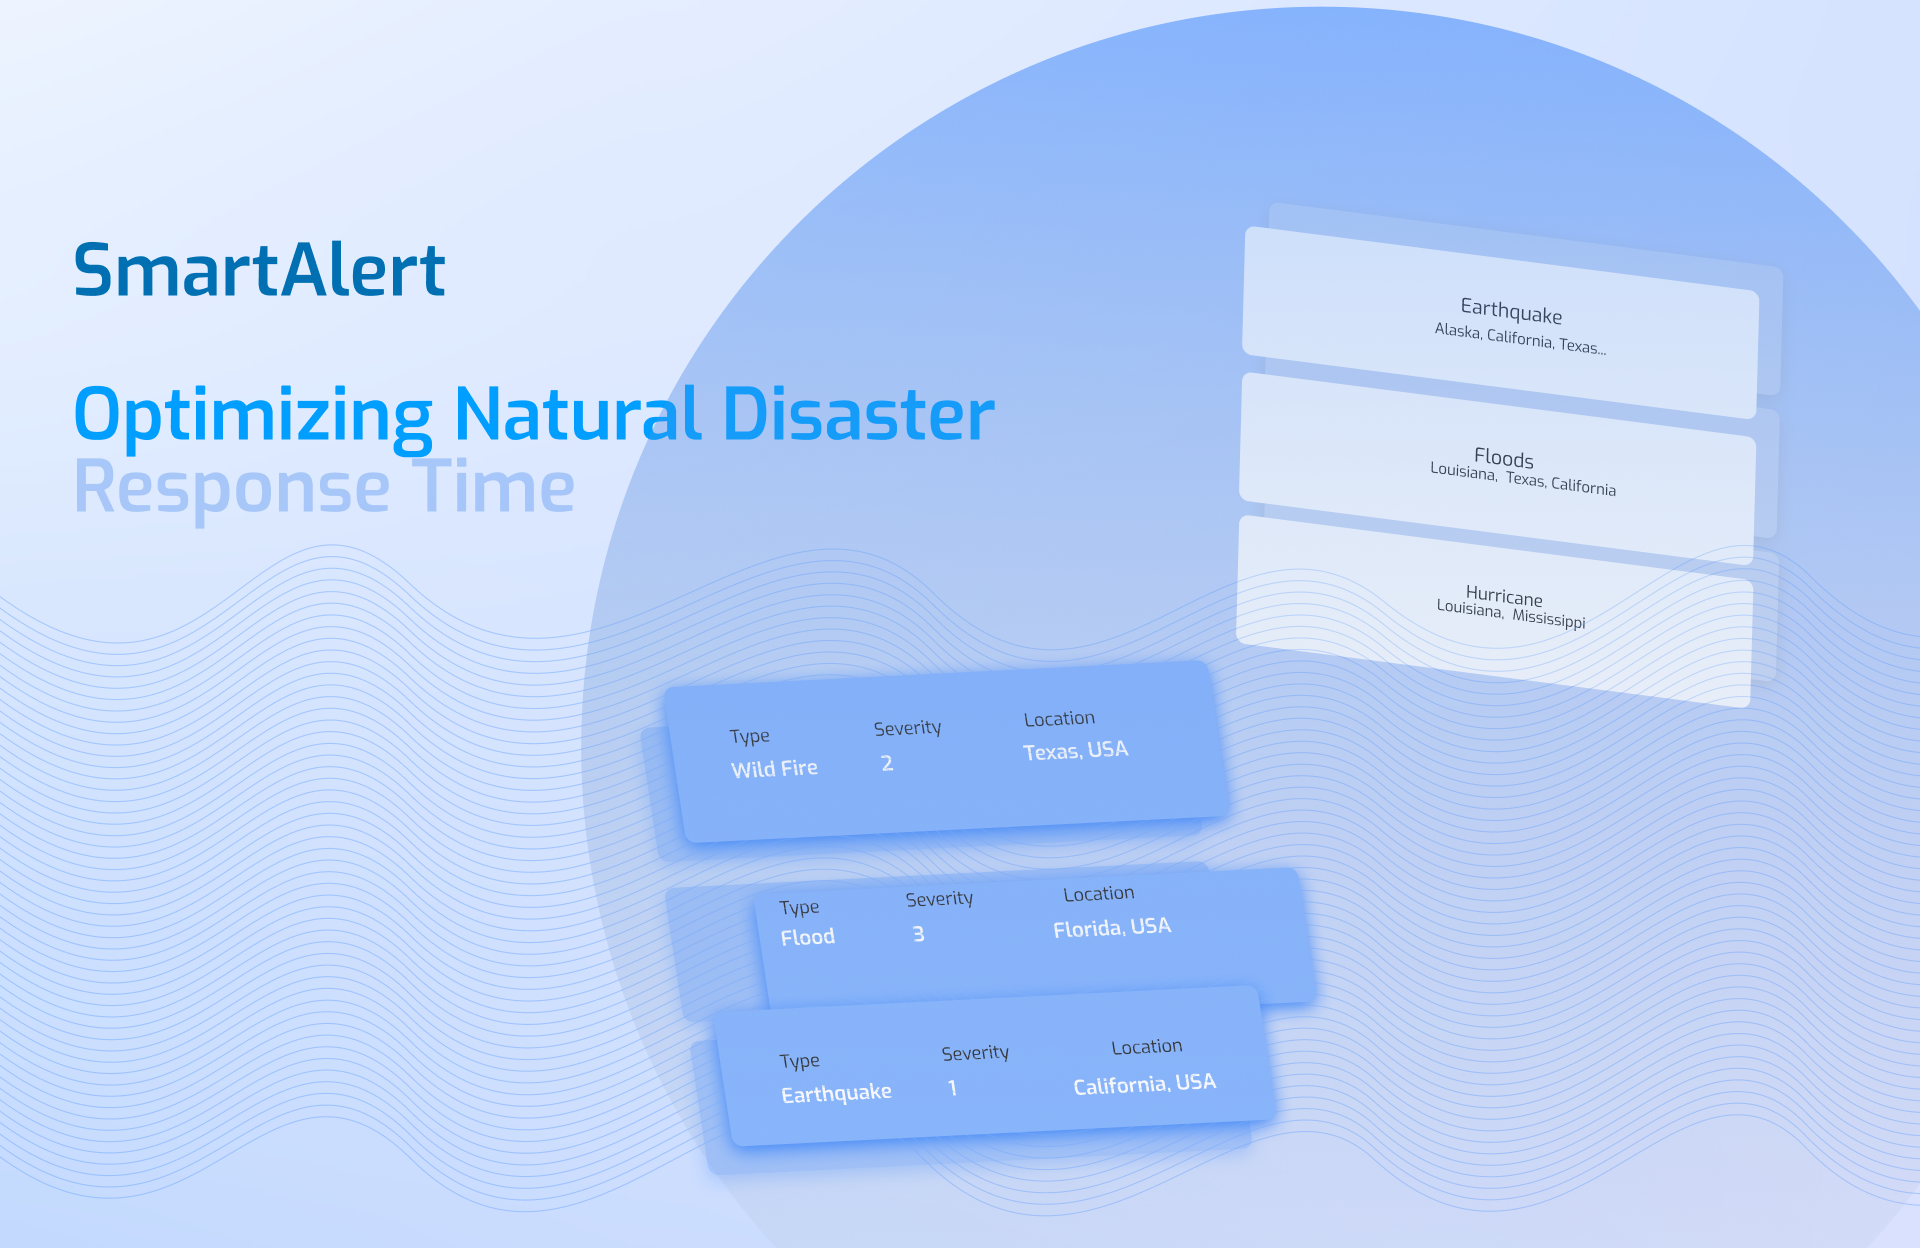 SmartAlert
Optimizing Natural Disaster
Response Time
Earthquake
Alaska, California, Texas...
Floods
Louisiana, Texas, California
Hurricane
Louisiana, Mississippi
Type Severity Location
Wild Fire 2 Texas, USA
Type Severity Location
Flood 3 Florida, USA
Type Severity Location
Earthquake 1 California, USA